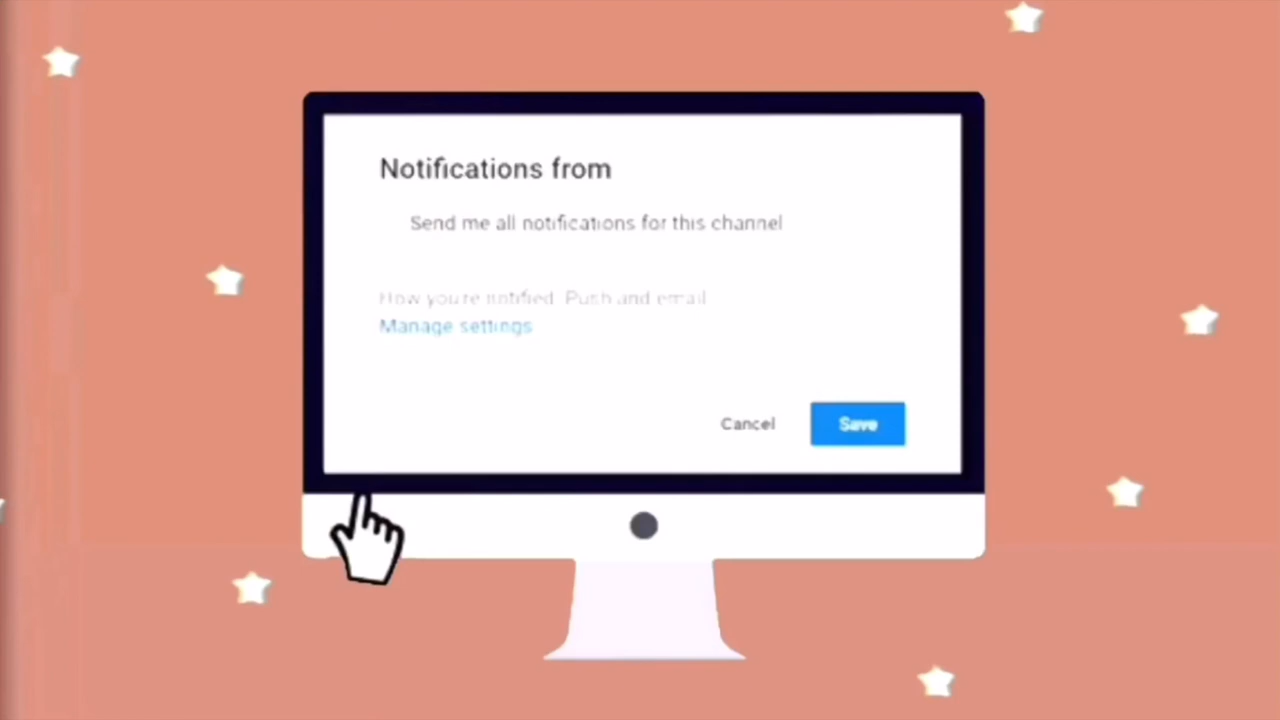 Notifications from
Send me all notifications for this channel
How you're notified: Push and email
Manage settings
Cancel
Save